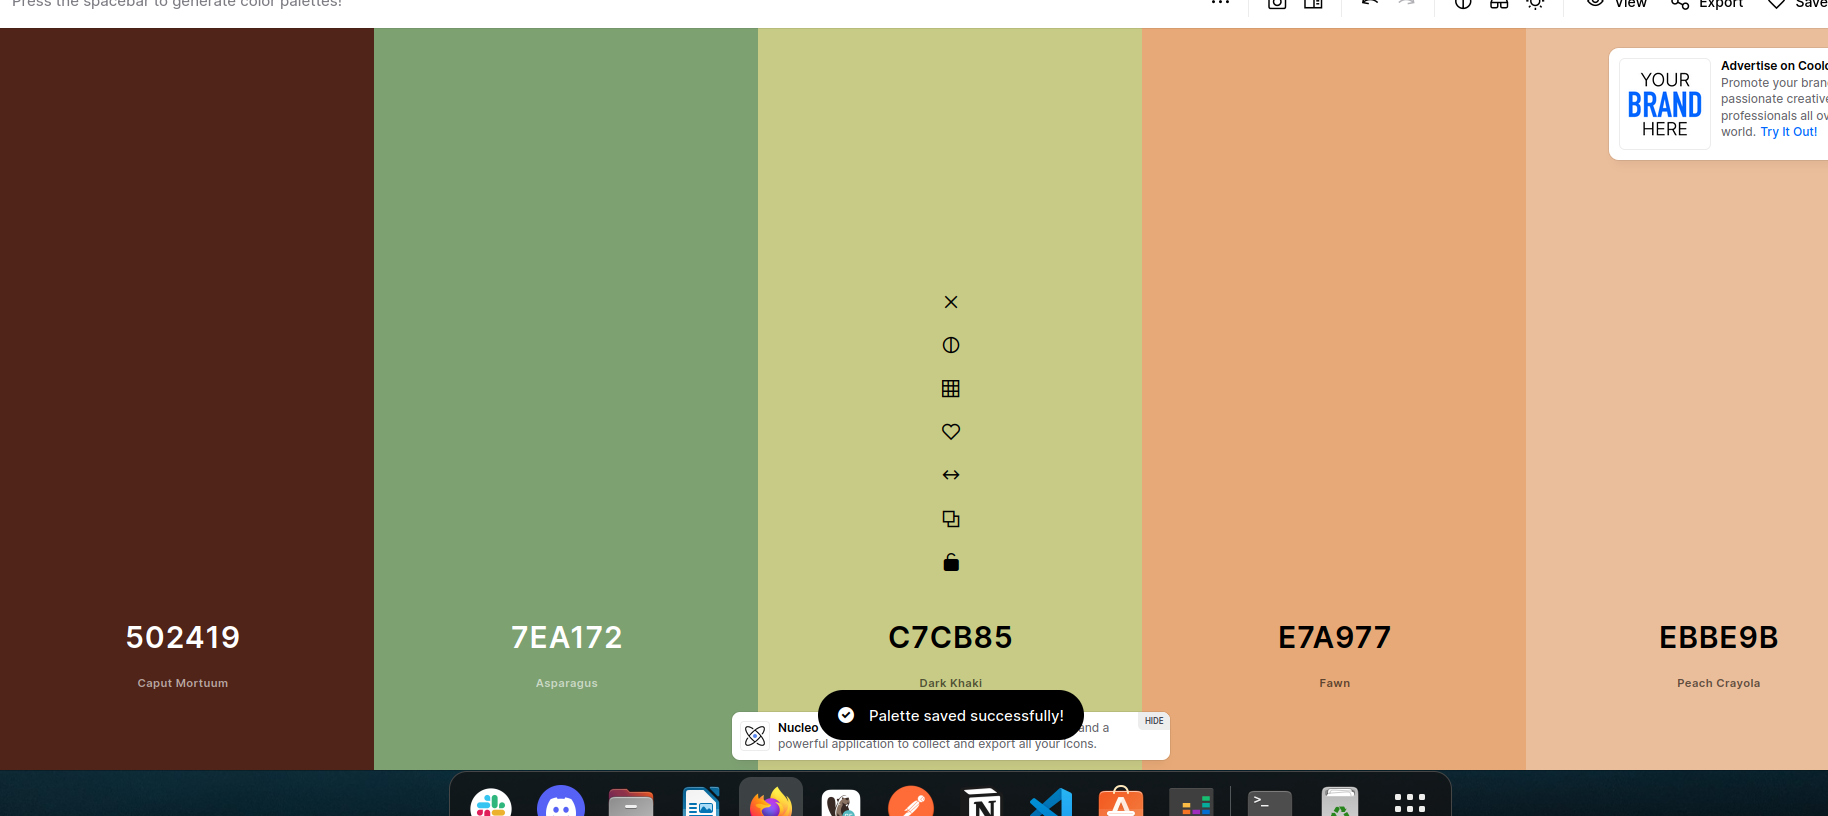 Press the spacebar to generate color palettes!
View
Export
Save
YOUR
BRAND
HERE
Advertise on Coolo
Promote your bran
passionate creative
professionals all ov
world. Try It Out!
502419
Caput Mortuum
7EA172
Asparagus
C7CB85
Dark Khaki
E7A977
Fawn
EBBE9B
Peach Crayola
Palette saved successfully!
Nucleo
and a
powerful application to collect and export all your icons.
HIDE